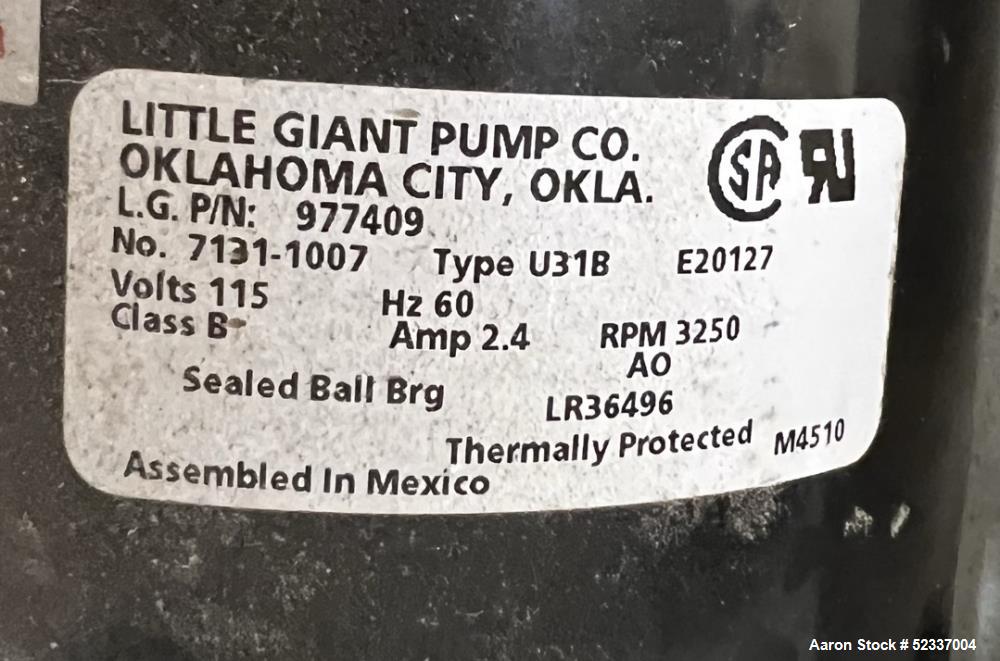 LITTLE GIANT PUMP CO.
OKLAHOMA CITY, OKLA.
L.G. P/N: 977409
No. 7131-1007 Type U31B E20127
Volts 115 Hz 60
Class B Amp 2.4 RPM 3250
AO
Sealed Ball Brg LR36496
Thermally Protected M4510
Assembled In Mexico
CSA
RU
Aaron Stock # 52337004